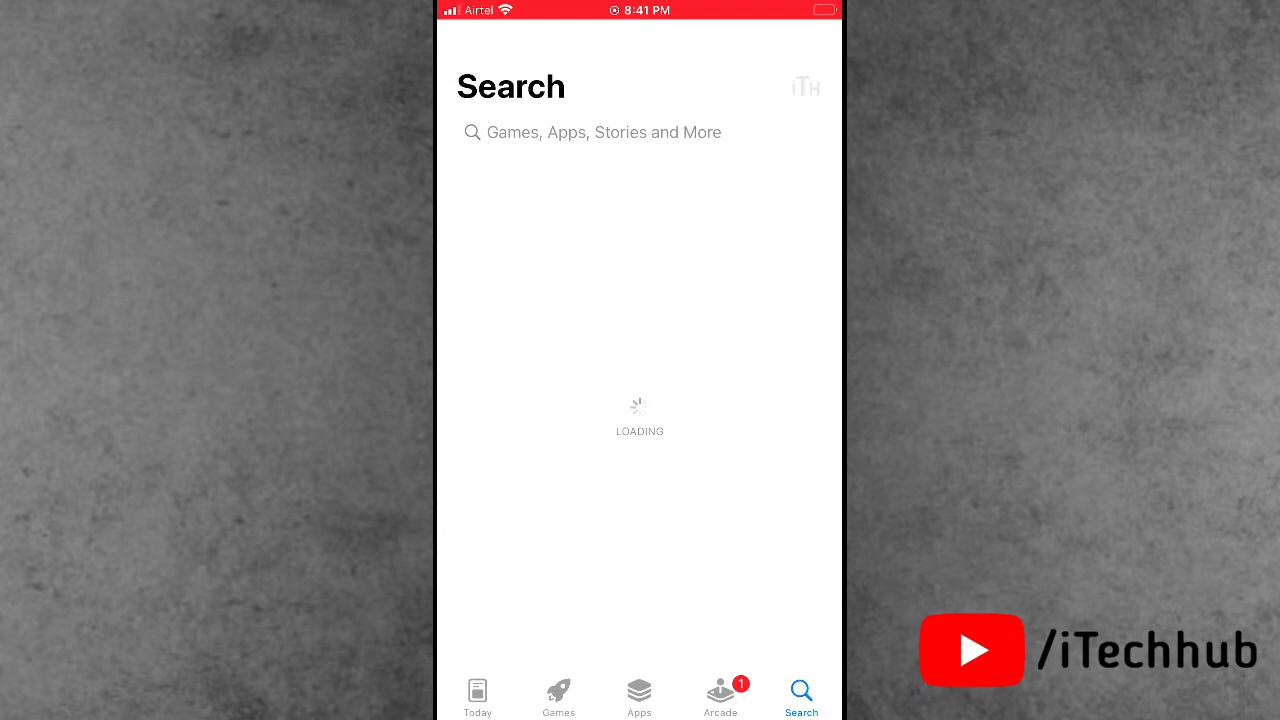 Airtel
8:41 PM
Search
iTH
Games, Apps, Stories and More
LOADING
1
Today
Games
Apps
Arcade
Search
/iTechhub